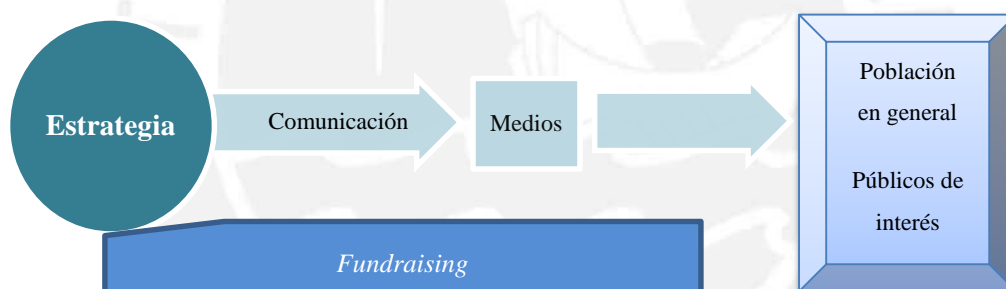 Estrategia
Comunicación
Medios
Población
en general
Públicos de
interés
Fundraising